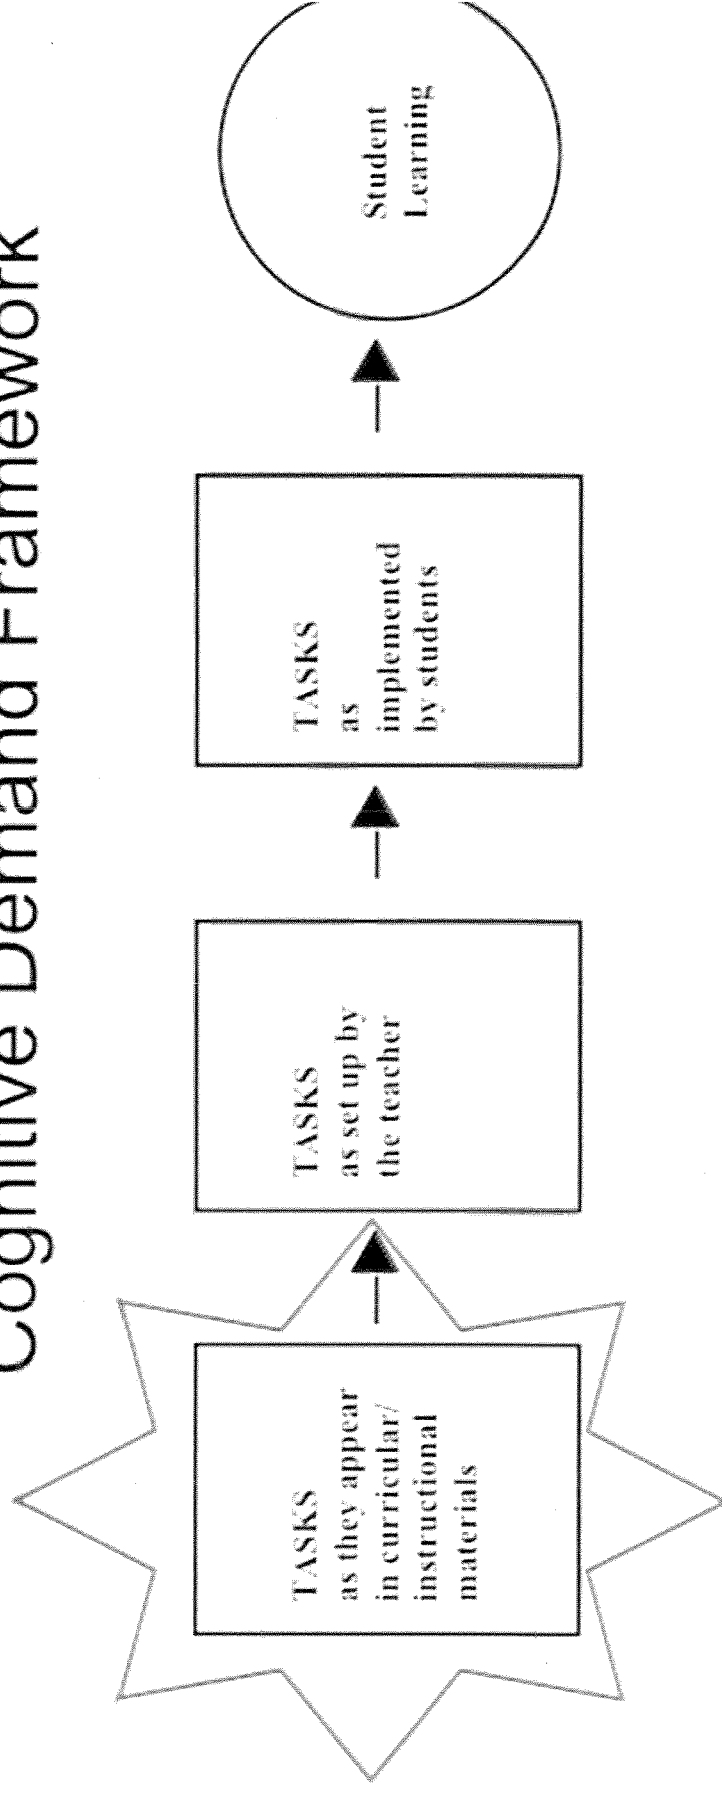 Cognitive Demand Framework
TASKS
as they appear
in curricular/
instructional
materials
TASKS
as set up by
the teacher
TASKS
as
implemented
by students
Student
Learning